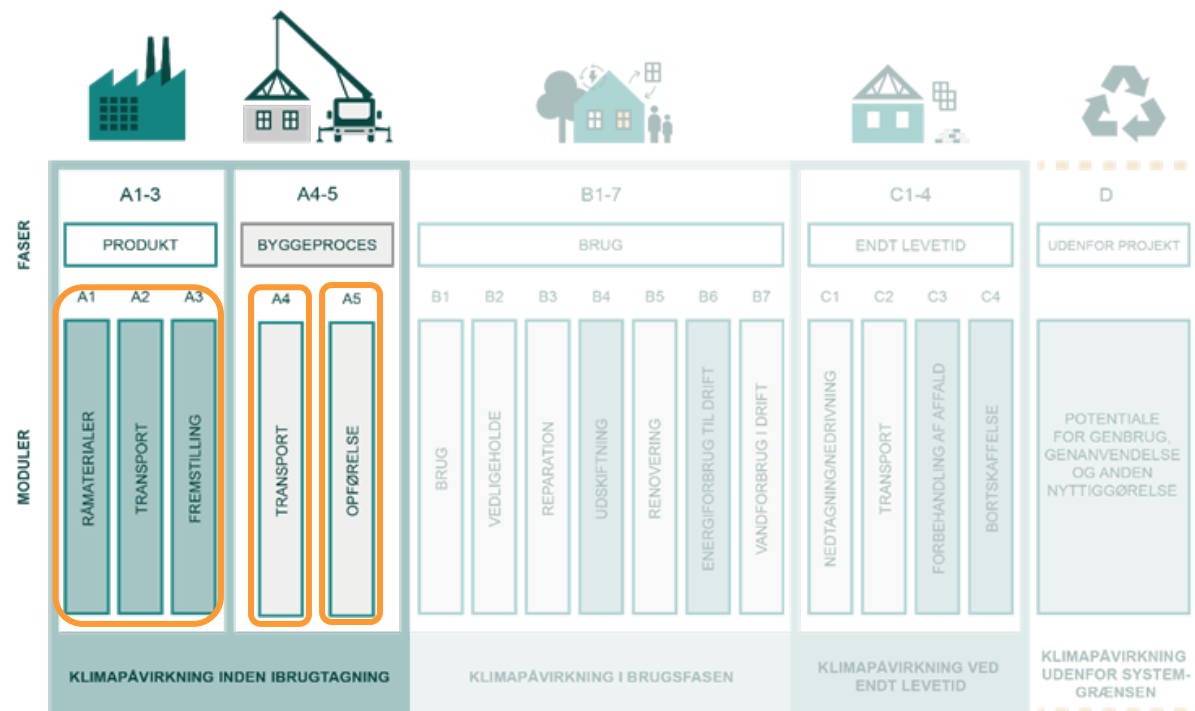 FASER
A1-3
A4-5
B1-7
C1-4
D
PRODUKT
BYGGEPROCES
BRUG
ENDT LEVETID
UDENFOR PROJEKT
MODULER
A1
A2
A3
A4
A5
B1
B2
B3
B4
B5
B6
B7
C1
C2
C3
C4
RÅMATERIALER
TRANSPORT
FREMSTILLING
TRANSPORT
OPFØRELSE
BRUG
VEDLIGEHOLDE
REPARATION
UDSKIFTNING
RENOVERING
ENERGIFORBRUG TIL DRIFT
VANDFORBRUG I DRIFT
NEDTAGNING/NEDRIVNING
TRANSPORT
FORBEHANDLING AF AFFALD
BORTSKAFFELSE
POTENTIALE
FOR GENBRUG,
GENANVENDELSE
OG ANDEN
NYTTIGGØRELSE
KLIMAPÅVIRKNING INDEN IBRUGTAGNING
KLIMAPÅVIRKNING I BRUGSFASEN
KLIMAPÅVIRKNING VED
ENDT LEVETID
KLIMAPÅVIRKNING
UDENFOR SYSTEM-
GRÆNSEN